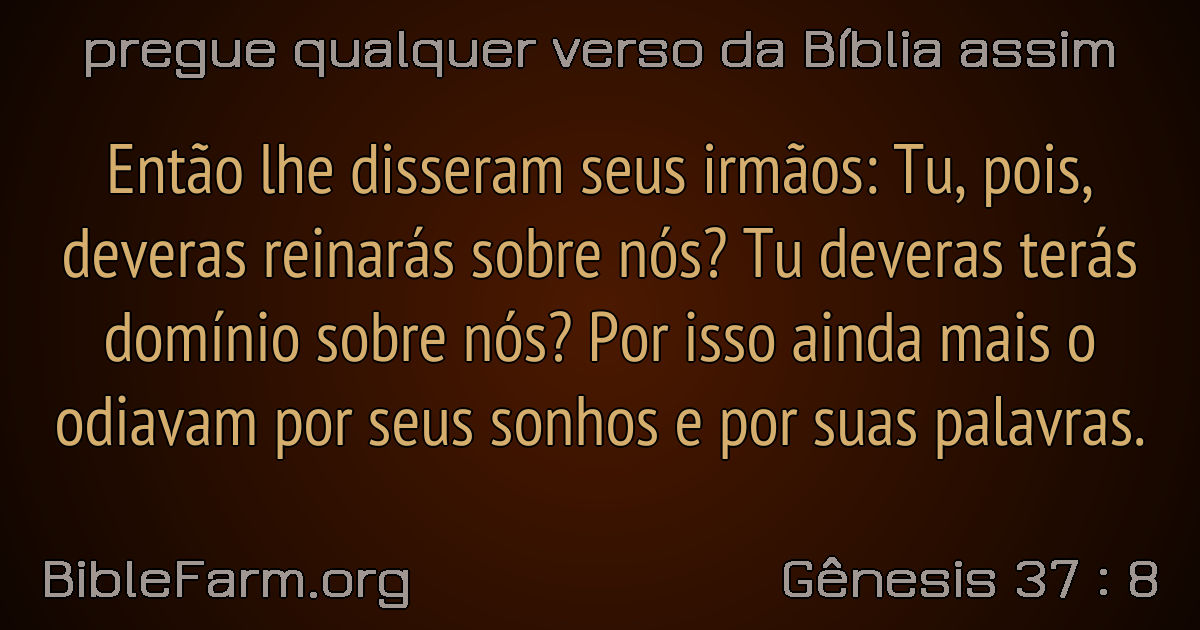 pregue qualquer verso da Bíblia assim
Então lhe disseram seus irmãos: Tu, pois,
deveras reinarás sobre nós? Tu deveras terás
domínio sobre nós? Por isso ainda mais o
odiavam por seus sonhos e por suas palavras.
BibleFarm.org
Gênesis 37 : 8